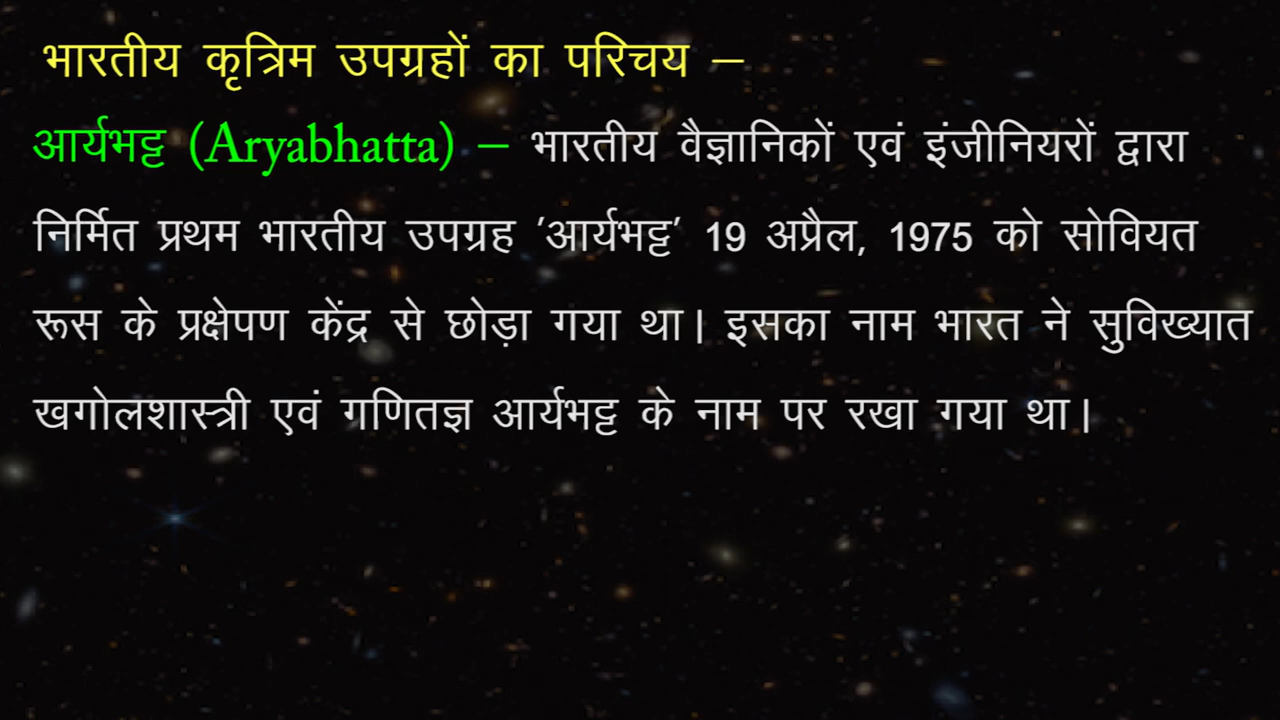 भारतीय कृत्रिम उपग्रहों का परिचय –
आर्यभट्ट (Aryabhatta) – भारतीय वैज्ञानिकों एवं इंजीनियरों द्वारा
निर्मित प्रथम भारतीय उपग्रह ’आर्यभट्ट’ 19 अप्रैल, 1975 को सोवियत
रूस के प्रक्षेपण केंद्र से छोड़ा गया था। इसका नाम भारत ने सुविख्यात
खगोलशास्त्री एवं गणितज्ञ आर्यभट्ट के नाम पर रखा गया था।